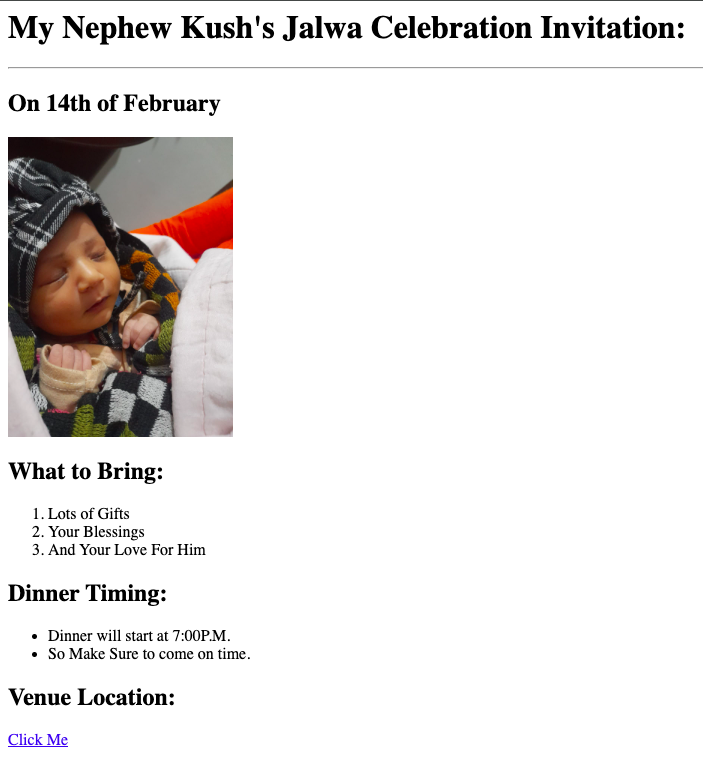 My Nephew Kush's Jalwa Celebration Invitation:
On 14th of February
What to Bring:
1. Lots of Gifts
2. Your Blessings
3. And Your Love For Him
Dinner Timing:
• Dinner will start at 7:00P.M.
• So Make Sure to come on time.
Venue Location:
Click Me